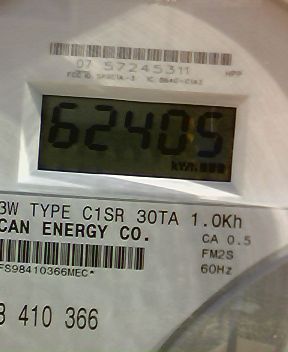 07 57245311 HPP
62405
kWh
3W TYPE C1SR 30TA 1.0Kh
CAN ENERGY CO.
CA 0.5
FM2S
60Hz
FS98410366MEC*
410 366